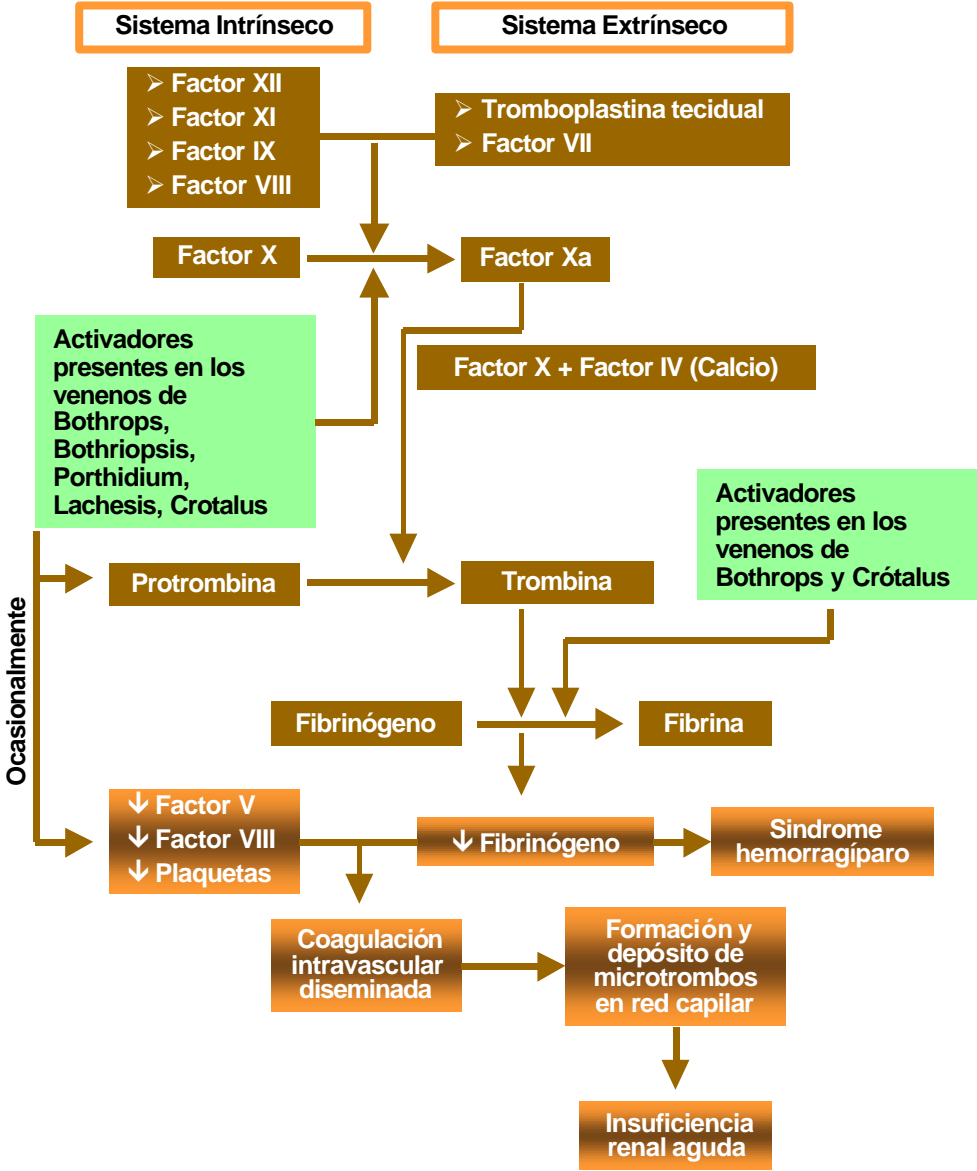 Sistema Intrínseco
Sistema Extrínseco
➢ Factor XII
➢ Factor XI
➢ Factor IX
➢ Factor VIII
➢ Tromboplastina tecidual
➢ Factor VII
Factor X
Factor Xa
Activadores
presentes en los
venenos de
Bothrops,
Bothriopsis,
Porthidium,
Lachesis, Crotalus
Factor X + Factor IV (Calcio)
Activadores
presentes en los
venenos de
Bothrops y Crótalus
Protrombina
Trombina
Ocasionalmente
Fibrinógeno
Fibrina
↓ Factor V
↓ Factor VIII
↓ Plaquetas
↓ Fibrinógeno
Sindrome
hemorragíparo
Coagulación
intravascular
diseminada
Formación y
depósito de
microtrombos
en red capilar
Insuficiencia
renal aguda